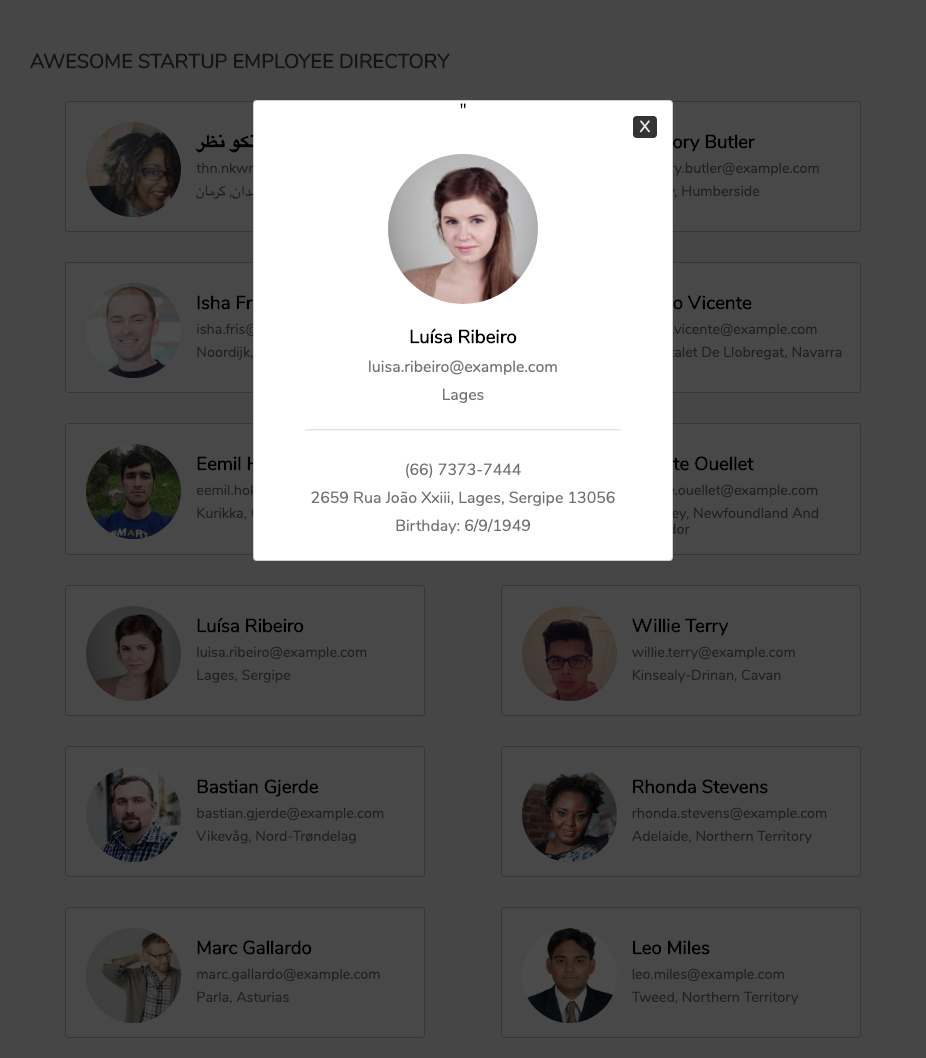 AWESOME STARTUP EMPLOYEE DIRECTORY
"
X
Luísa Ribeiro
luisa.ribeiro@example.com
Lages
(66) 7373-7444
2659 Rua João Xxiii, Lages, Sergipe 13056
Birthday: 6/9/1949
نظر
thn.nkwn
کرمان
ory Butler
y.butler@example.com
, Humberside
Isha Fr
isha.fris@
Noordijk,
o Vicente
.vicente@example.com
alet De Llobregat, Navarra
Eemil H
eemil.hol
Kurikka,
te Ouellet
e.ouellet@example.com
ey, Newfoundland And
dor
SMART
Luísa Ribeiro
luisa.ribeiro@example.com
Lages, Sergipe
Willie Terry
willie.terry@example.com
Kinsealy-Drinan, Cavan
Bastian Gjerde
bastian.gjerde@example.com
Vikevåg, Nord-Trøndelag
Rhonda Stevens
rhonda.stevens@example.com
Adelaide, Northern Territory
Marc Gallardo
marc.gallardo@example.com
Parla, Asturias
Leo Miles
leo.miles@example.com
Tweed, Northern Territory